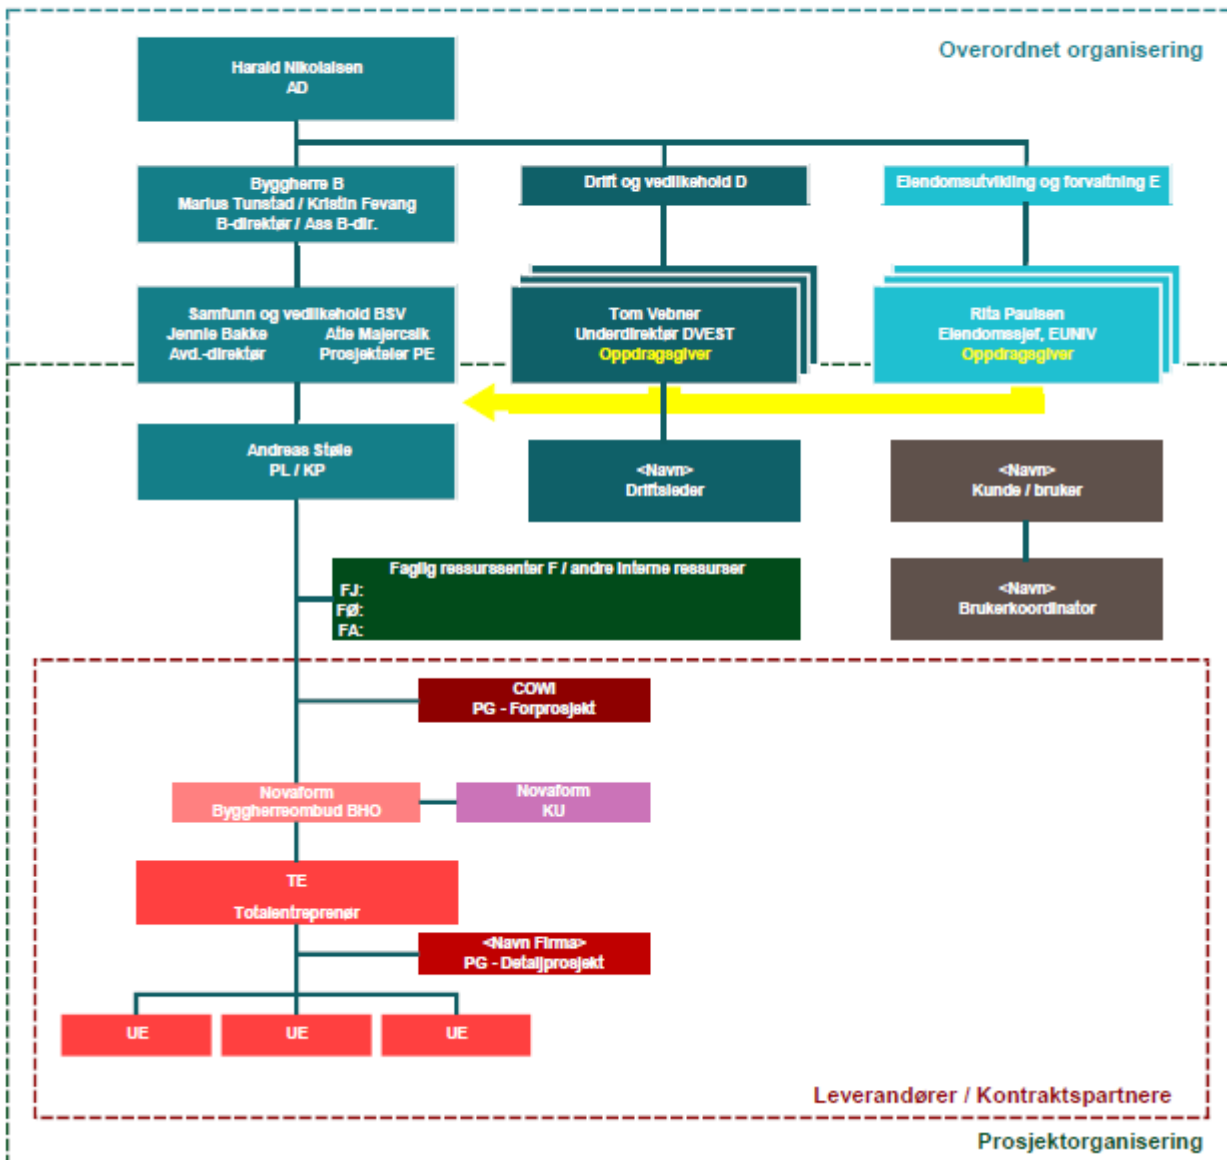 Overordnet organisering
Harald Nikolaisen
AD
Byggherre B
Marius Tunstad / Kristin Fevang
B-direktør / Ass B-dir.
Drift og vedlikehold D
Eiendomsutvikling og forvaltning E
Samfunn og vedlikehold BSV
Jennie Bakke Atle Majercsik
Avd.-direktør Prosjekteier PE
Tom Vebner
Underdirektør DVEST
Oppdragsgiver
Rita Paulsen
Eiendomssjef, EUNIV
Oppdragsgiver
Andreas Støle
PL / KP
<Navn>
Driftsleder
<Navn>
Kunde / bruker
Faglig ressurssenter F / andre interne ressurser
FJ:
FØ:
FA:
<Navn>
Brukerkoordinator
COWI
PG - Forprosjekt
Novaform
Byggherreombud BHO
Novaform
KU
TE
Totalentreprenør
<Navn Firma>
PG - Detaljprosjekt
UE
UE
UE
Leverandører / Kontraktspartnere
Prosjektorganisering